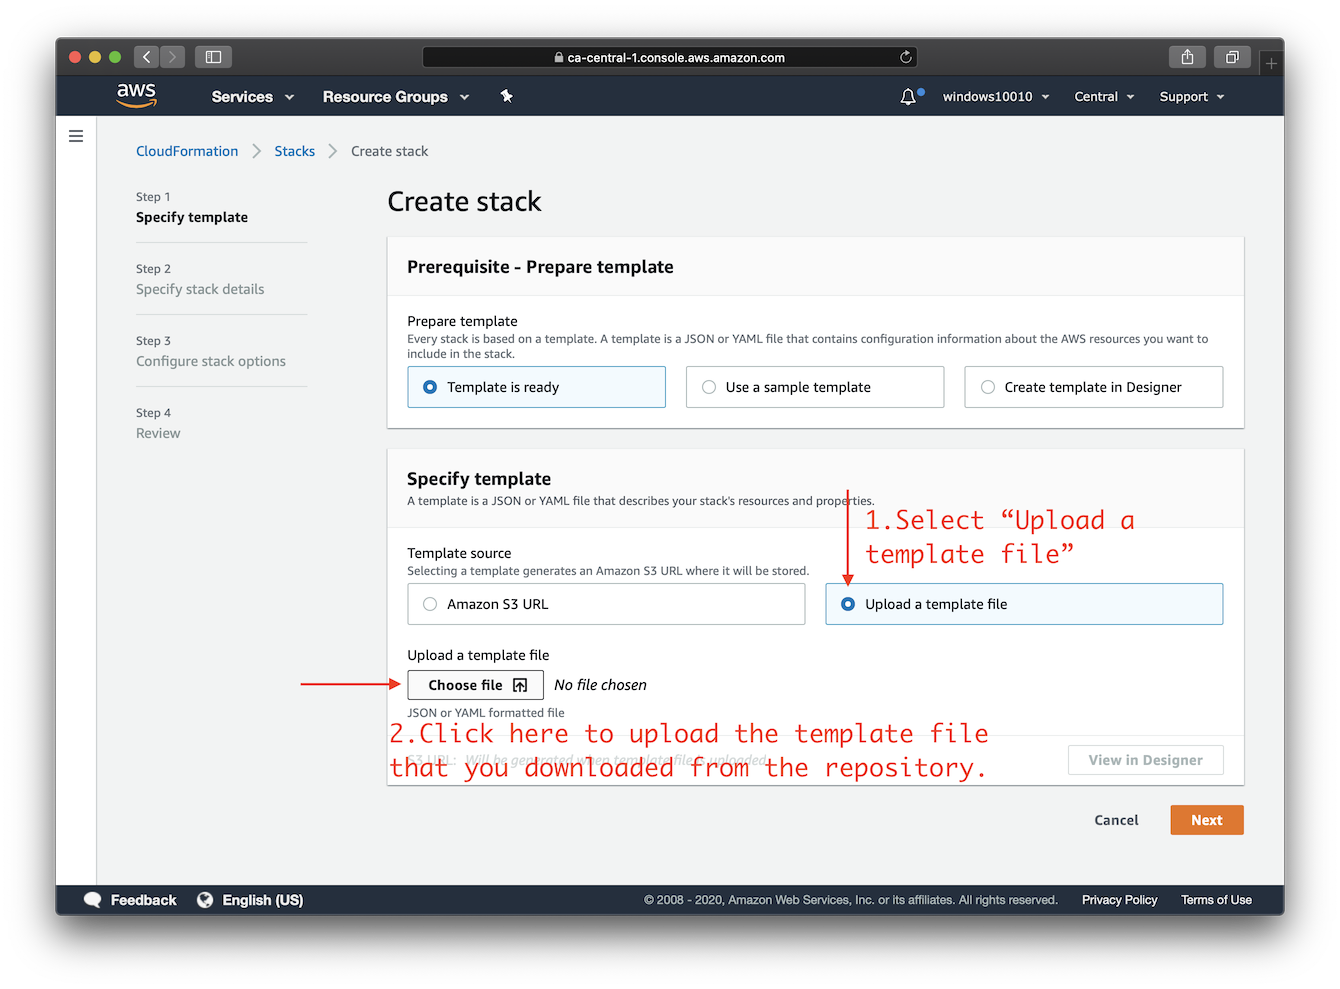 ca-central-1.console.aws.amazon.com
aws
Services
Resource Groups
windows10010
Central
Support
CloudFormation
Stacks
Create stack
Step 1
Specify template
Step 2
Specify stack details
Step 3
Configure stack options
Step 4
Review
Create stack
Prerequisite - Prepare template
Prepare template
Every stack is based on a template. A template is a JSON or YAML file that contains configuration information about the AWS resources you want to
include in the stack.
Template is ready
Use a sample template
Create template in Designer
Specify template
A template is a JSON or YAML file that describes your stack's resources and properties.
1.Select “Upload a
template file”
Template source
Selecting a template generates an Amazon S3 URL where it will be stored.
Amazon S3 URL
Upload a template file
Upload a template file
Choose file
No file chosen
JSON or YAML formatted file
2.Click here to upload the template file
that you downloaded from the repository.
S3 URL: Will be generated when template file is uploaded
View in Designer
Cancel
Next
Feedback
English (US)
© 2008 - 2020, Amazon Web Services, Inc. or its affiliates. All rights reserved.
Privacy Policy
Terms of Use